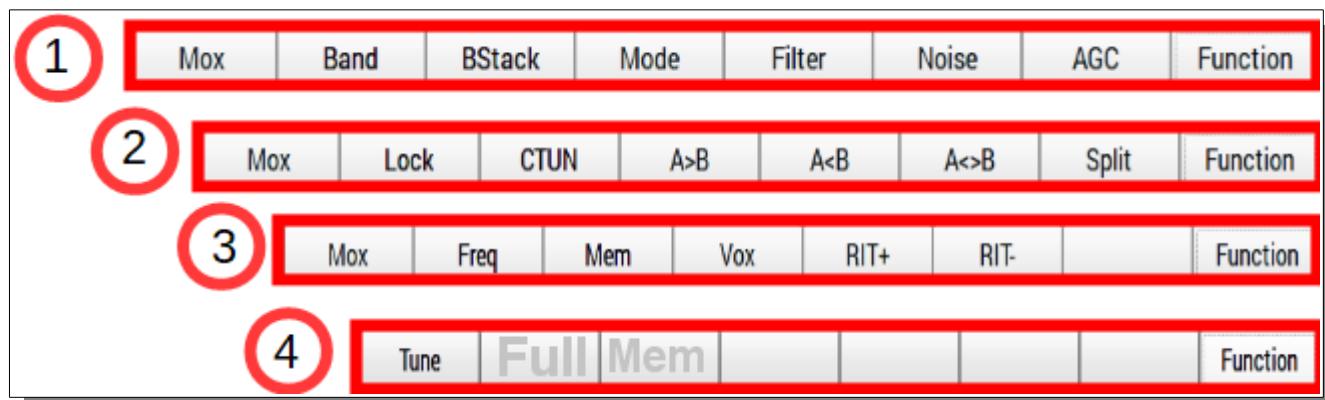 1 Mox Band BStack Mode Filter Noise AGC Function
2 Mox Lock CTUN A>B A<B A<>B Split Function
3 Mox Freq Mem Vox RIT+ RIT- Function
4 Tune Full Mem Function